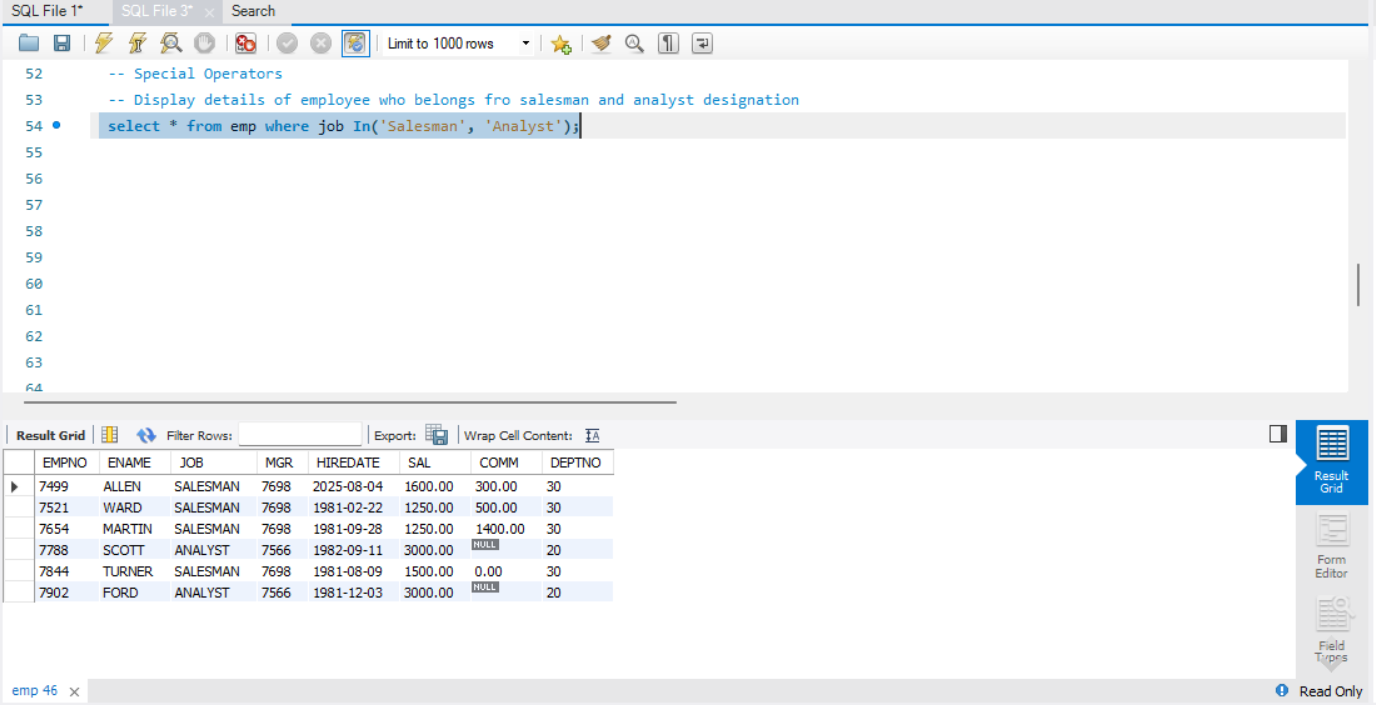 SQL File 1* SQL File 3* Search
Limit to 1000 rows
52 -- Special Operators
53 -- Display details of employee who belongs fro salesman and analyst designation
54 select * from emp where job In('Salesman', 'Analyst');
55
56
57
58
59
60
61
62
63
64
Result Grid Filter Rows: Export: Wrap Cell Content:
EMPNO ENAME JOB MGR HIREDATE SAL COMM DEPTNO
7499 ALLEN SALESMAN 7698 2025-08-04 1600.00 300.00 30
7521 WARD SALESMAN 7698 1981-02-22 1250.00 500.00 30
7654 MARTIN SALESMAN 7698 1981-09-28 1250.00 1400.00 30
7788 SCOTT ANALYST 7566 1982-09-11 3000.00 NULL 20
7844 TURNER SALESMAN 7698 1981-08-09 1500.00 0.00 30
7902 FORD ANALYST 7566 1981-12-03 3000.00 NULL 20
Result
Grid
Form
Editor
Field
Types
emp 46 Read Only